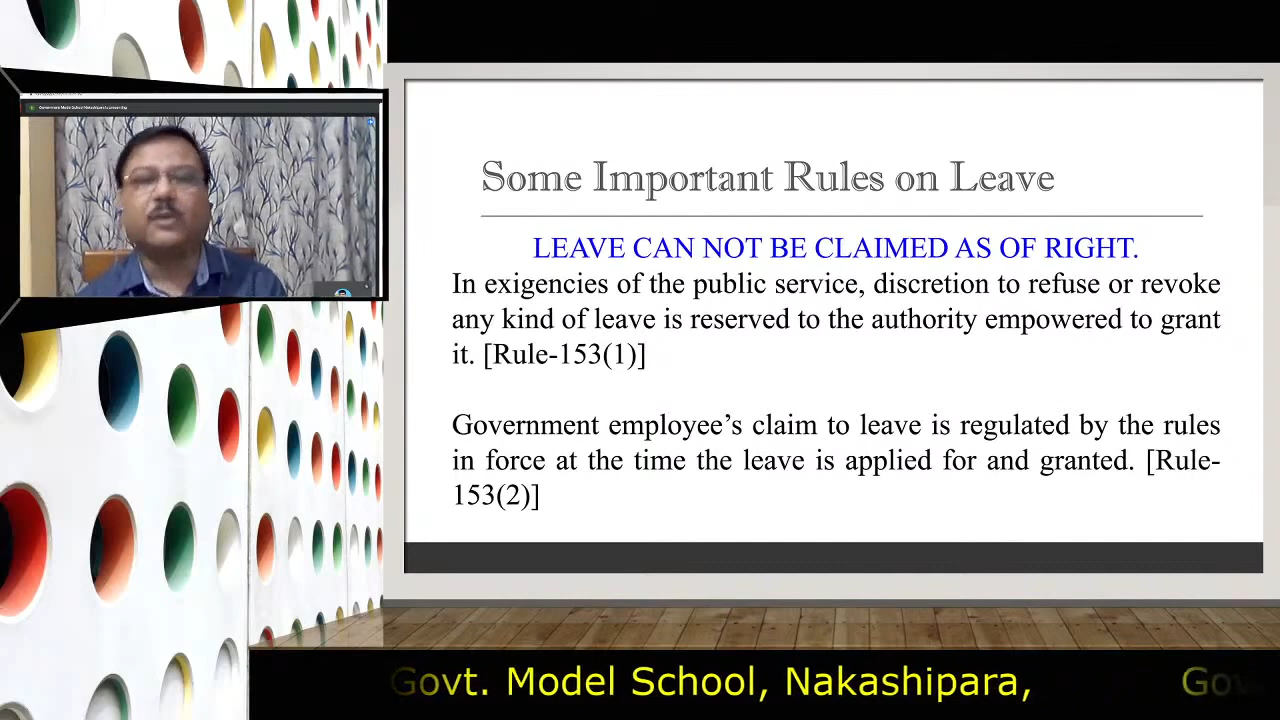 Some Important Rules on Leave
LEAVE CAN NOT BE CLAIMED AS OF RIGHT.
In exigencies of the public service, discretion to refuse or revoke
any kind of leave is reserved to the authority empowered to grant
it. [Rule-153(1)]
Government employee’s claim to leave is regulated by the rules
in force at the time the leave is applied for and granted. [Rule-
153(2)]
Govt. Model School, Nakashipara,